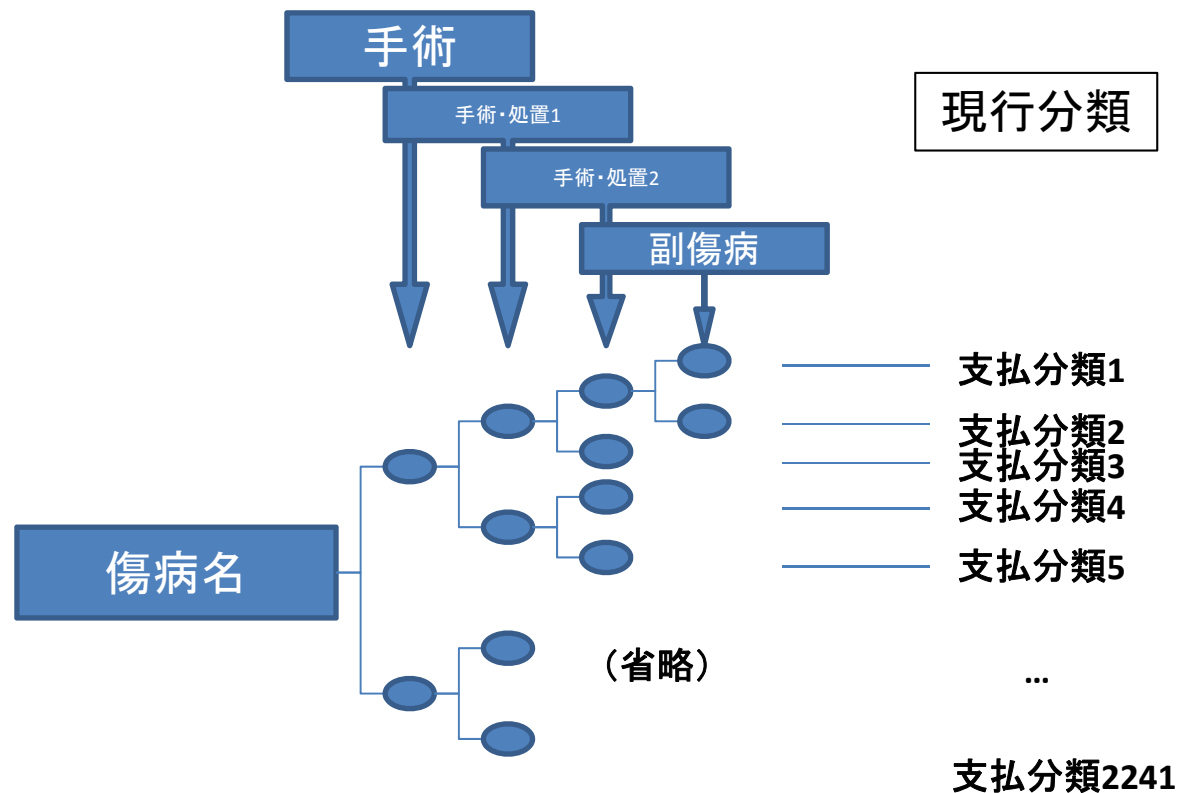 手術
現行分類
手術・処置1
手術・処置2
副傷病
支払分類1
支払分類2
支払分類3
支払分類4
支払分類5
傷病名
(省略)
…
支払分類2241